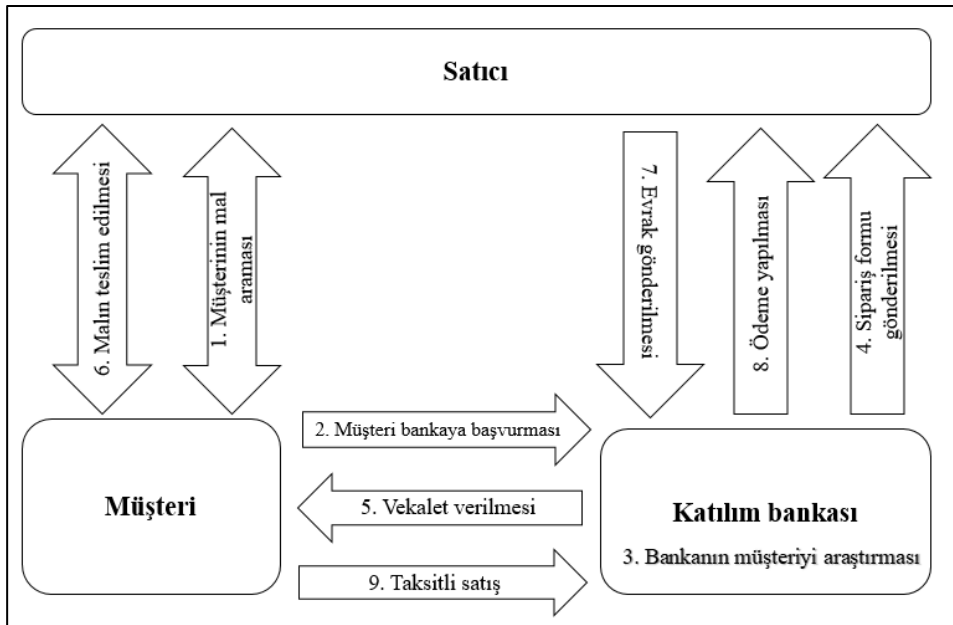 Satıcı
6. Malın teslim edilmesi
1. Müşterinin mal
araması
7. Evrak gönderilmesi
8. Ödeme yapılması
4. Sipariş formu
gönderilmesi
2. Müşteri bankaya başvurması
Müşteri
5. Vekalet verilmesi
Katılım bankası
3. Bankanın müşteriyi araştırması
9. Taksitli satış